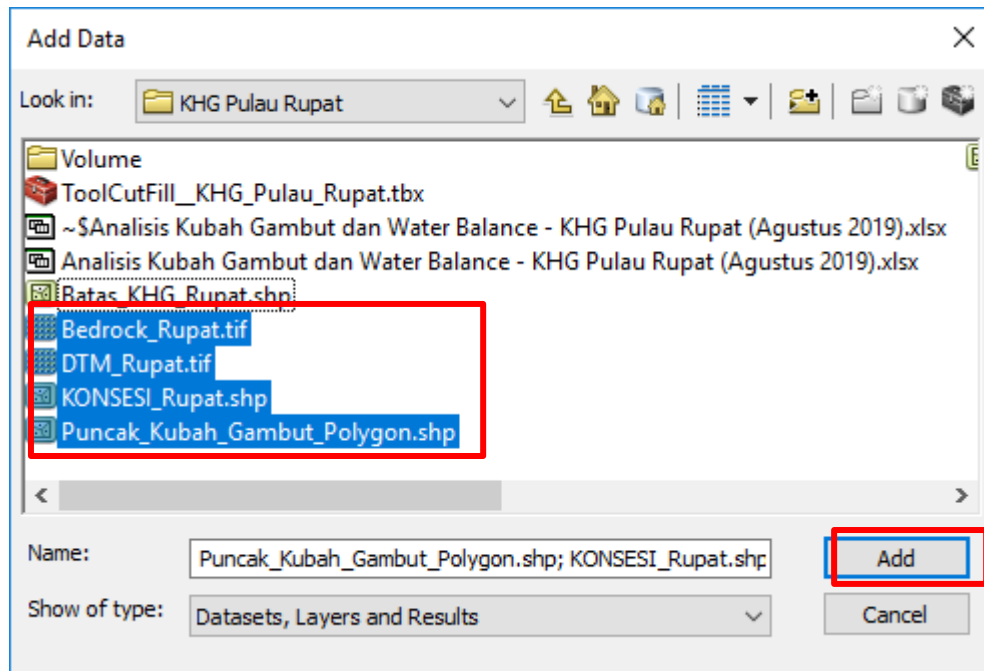 Add Data
Look in: KHG Pulau Rupat
Volume
ToolCutFill__KHG_Pulau_Rupat.tbx
~$Analisis Kubah Gambut dan Water Balance - KHG Pulau Rupat (Agustus 2019).xlsx
Analisis Kubah Gambut dan Water Balance - KHG Pulau Rupat (Agustus 2019).xlsx
Batas_KHG_Rupat.shp
Bedrock_Rupat.tif
DTM_Rupat.tif
KONSESI_Rupat.shp
Puncak_Kubah_Gambut_Polygon.shp
Name: Puncak_Kubah_Gambut_Polygon.shp; KONSESI_Rupat.shp Add
Show of type: Datasets, Layers and Results Cancel